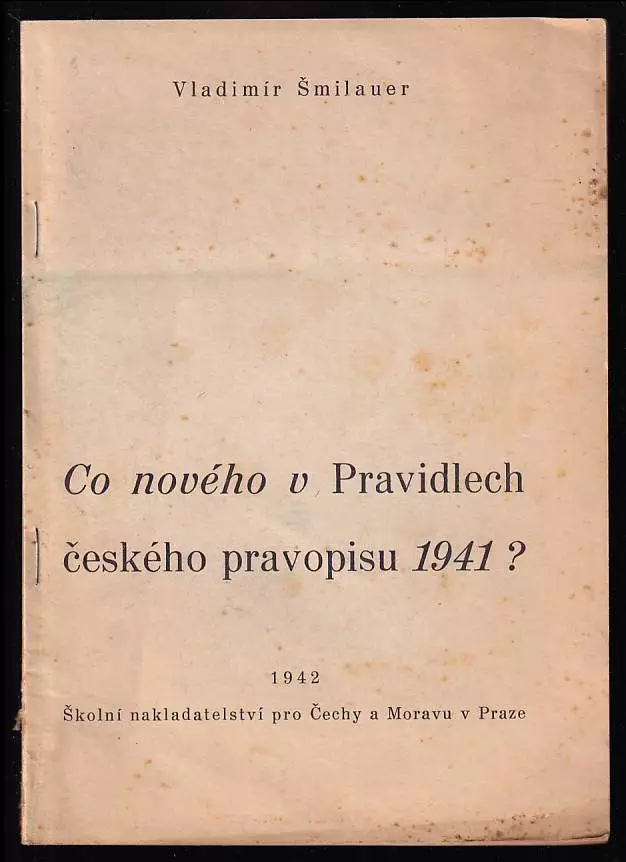 Vladimír Šmilauer
Co nového v Pravidlech
českého pravopisu 1941 ?
1942
Školní nakladatelství pro Čechy a Moravu v Praze